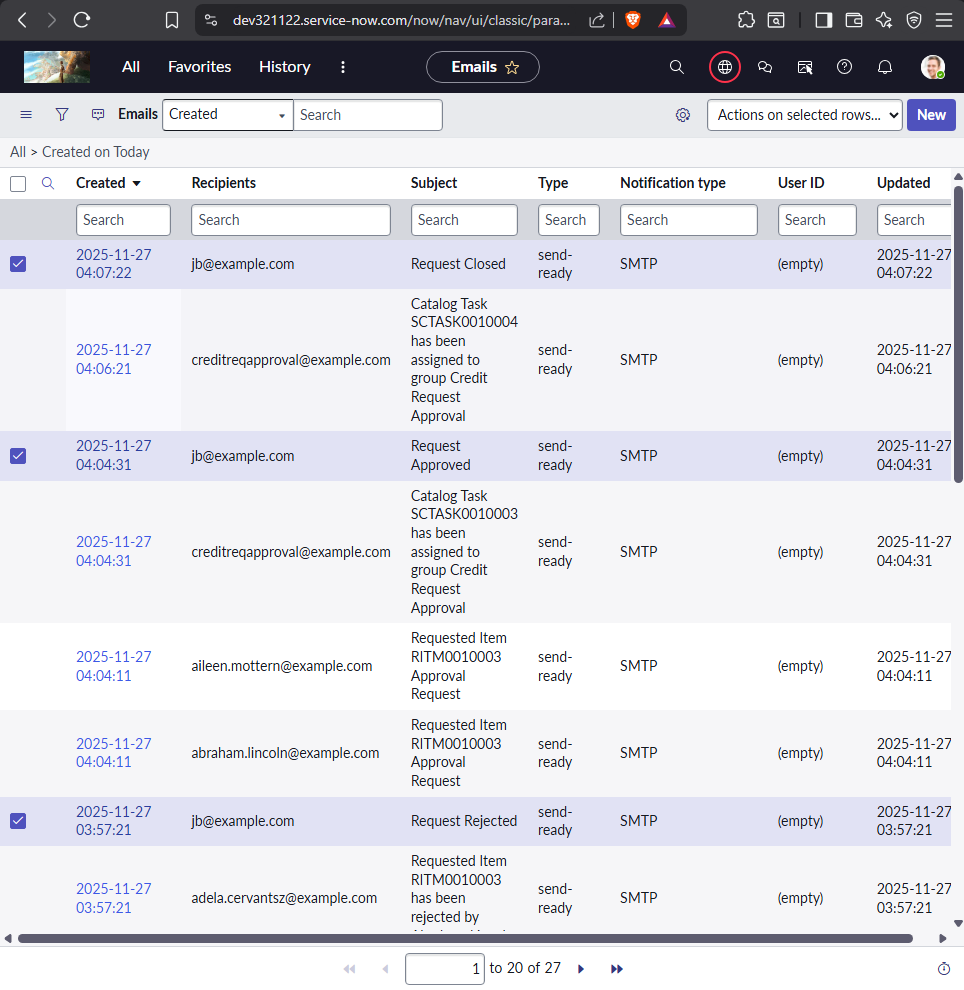 dev321122.service-now.com/now/nav/ui/classic/para...
All Favorites History Emails
Emails Created Search Actions on selected rows... New
All > Created on Today
Created Recipients Subject Type Notification type User ID Updated
Search Search Search Search Search Search Search
2025-11-27 04:07:22 jb@example.com Request Closed send-ready SMTP (empty) 2025-11-27 04:07:22
2025-11-27 04:06:21 creditreqapproval@example.com Catalog Task SCTASK0010004 has been assigned to group Credit Request Approval send-ready SMTP (empty) 2025-11-27 04:06:21
2025-11-27 04:04:31 jb@example.com Request Approved send-ready SMTP (empty) 2025-11-27 04:04:31
2025-11-27 04:04:31 creditreqapproval@example.com Catalog Task SCTASK0010003 has been assigned to group Credit Request Approval send-ready SMTP (empty) 2025-11-27 04:04:31
2025-11-27 04:04:11 aileen.mottern@example.com Requested Item RITM0010003 Approval Request send-ready SMTP (empty) 2025-11-27 04:04:11
2025-11-27 04:04:11 abraham.lincoln@example.com Requested Item RITM0010003 Approval Request send-ready SMTP (empty) 2025-11-27 04:04:11
2025-11-27 03:57:21 jb@example.com Request Rejected send-ready SMTP (empty) 2025-11-27 03:57:21
2025-11-27 03:57:21 adela.cervantsz@example.com Requested Item RITM0010003 has been rejected by send-ready SMTP (empty) 2025-11-27 03:57:21
1 to 20 of 27